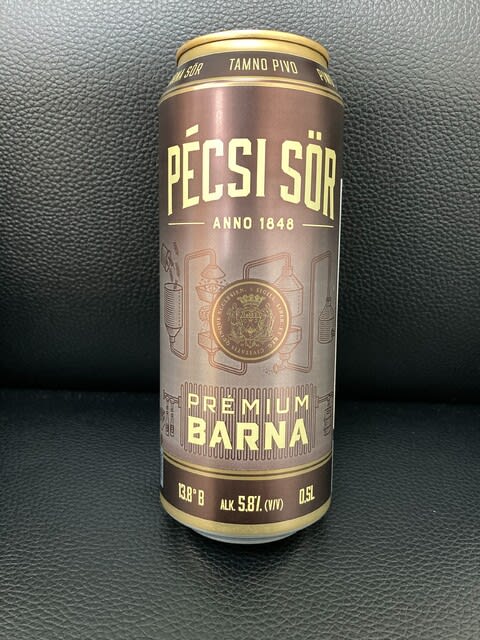 SÖR TAMNO PIVO
PÉCSI SÖR
ANNO 1848
PRÉMIUM
BARNA
13.8° B ALK. 5.8% (V/V) 0.5L